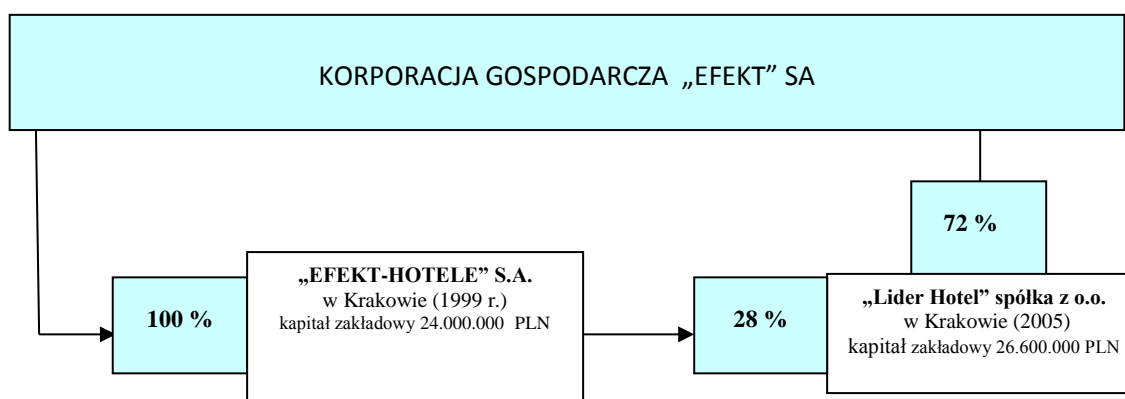 KORPORACJA GOSPODARCZA „EFEKT” SA
72 %
„EFEKT-HOTELE” S.A.
w Krakowie (1999 r.)
kapitał zakładowy 24.000.000 PLN
100 %
28 %
„Lider Hotel” spółka z o.o.
w Krakowie (2005)
kapitał zakładowy 26.600.000 PLN